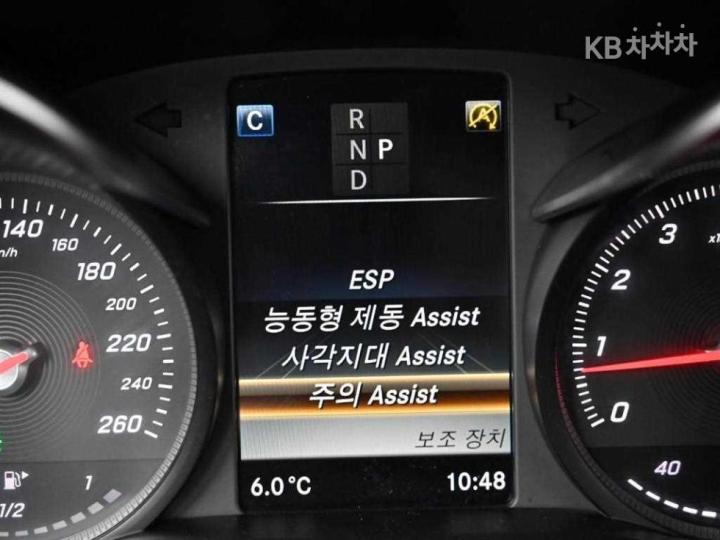 KB차차차
C
A
R
N P
D
140
160
180
200
220
240
260
ESP
능동형 제동 Assist
사각지대 Assist
주의 Assist
보조 장치
6.0°C
10:48
3
2
1
0
40
1
1/2